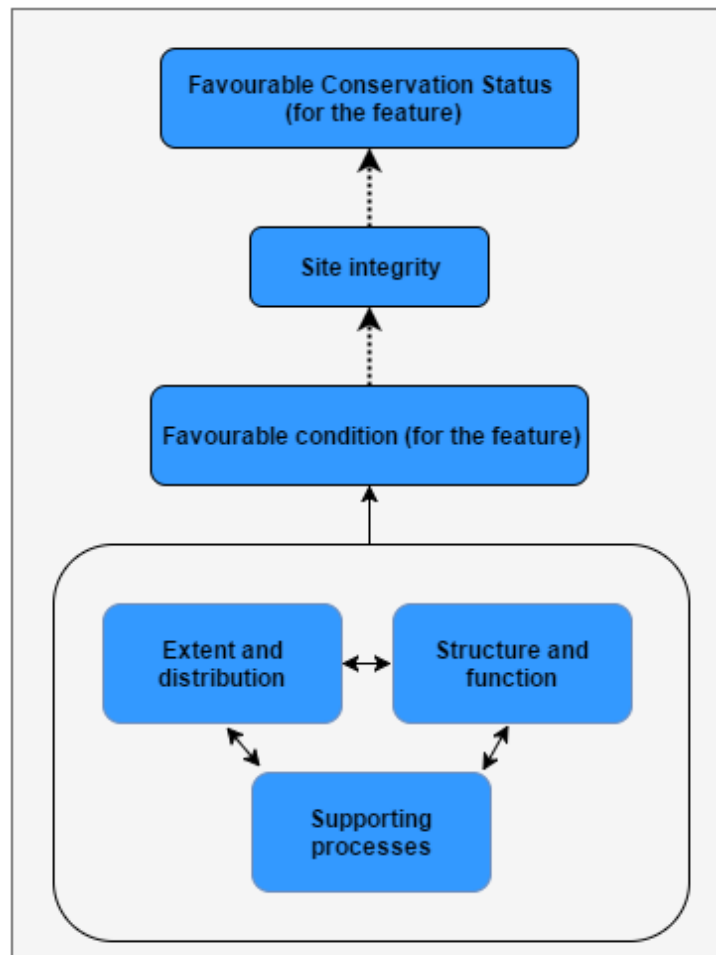 Favourable Conservation Status
(for the feature)
Site integrity
Favourable condition (for the feature)
Extent and
distribution
Structure and
function
Supporting
processes